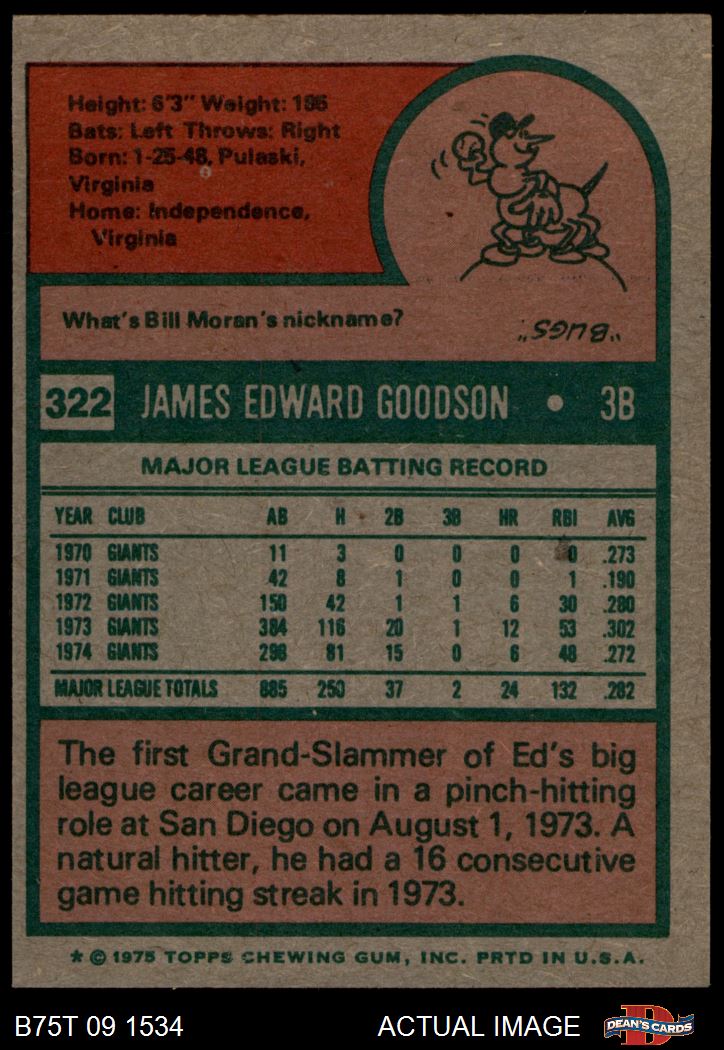 Height: 6'3" Weight: 195
Bats: Left Throws: Right
Born: 1-25-48, Pulaski,
Virginia
Home: Independence,
Virginia
What's Bill Moran's nickname?
"BUGS"
322 JAMES EDWARD GOODSON • 3B
MAJOR LEAGUE BATTING RECORD
YEAR CLUB AB H 2B 3B HR RBI AVG
1970 GIANTS 11 3 0 0 0 0 .273
1971 GIANTS 42 8 1 0 0 1 .190
1972 GIANTS 150 42 1 1 6 30 .280
1973 GIANTS 384 116 20 1 12 53 .302
1974 GIANTS 298 81 15 0 6 48 .272
MAJOR LEAGUE TOTALS 885 250 37 2 24 132 .282
The first Grand-Slammer of Ed's big
league career came in a pinch-hitting
role at San Diego on August 1, 1973. A
natural hitter, he had a 16 consecutive
game hitting streak in 1973.
* © 1975 TOPPS CHEWING GUM, INC. PRTD IN U.S.A.
B75T 09 1534 ACTUAL IMAGE DEAN'S CARDS